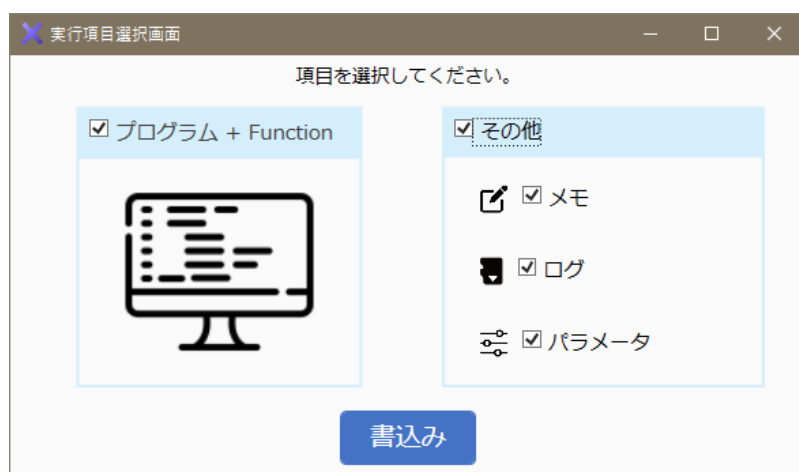 実行項目選択画面
項目を選択してください。
プログラム + Function
その他
メモ
ログ
パラメータ
書込み